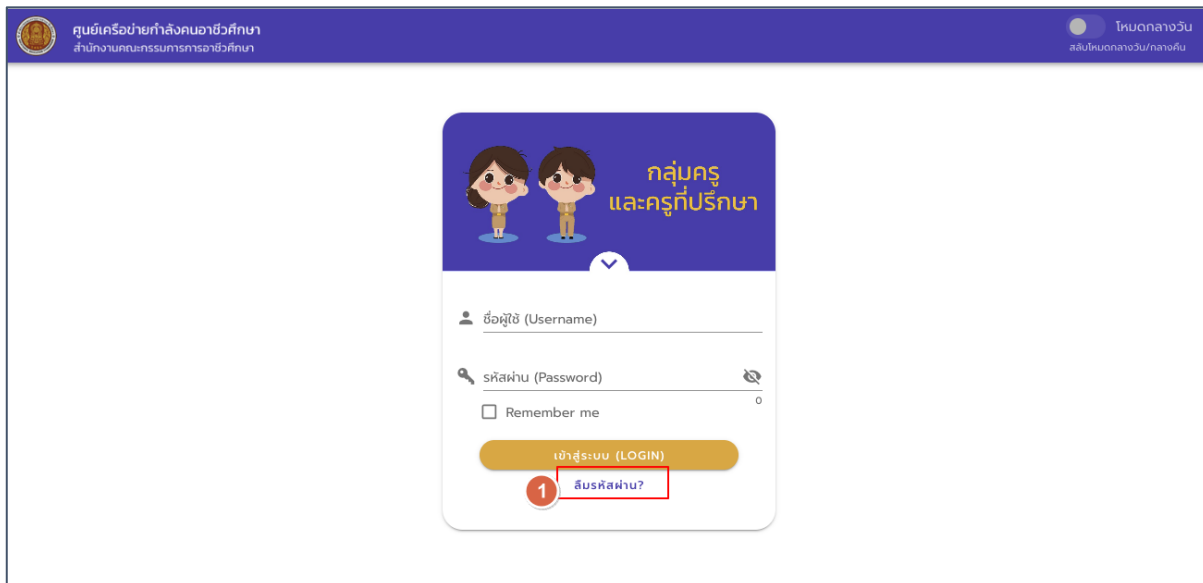 ศูนย์เครือข่ายกำลังคนอาชีวศึกษา
สำนักงานคณะกรรมการการอาชีวศึกษา
โหมดกลางวัน
สลับโหมดกลางวัน/กลางคืน
กลุ่มครู
และครูที่ปรึกษา
ชื่อผู้ใช้ (Username)
รหัสผ่าน (Password)
0
Remember me
เข้าสู่ระบบ (LOGIN)
1 ลืมรหัสผ่าน?